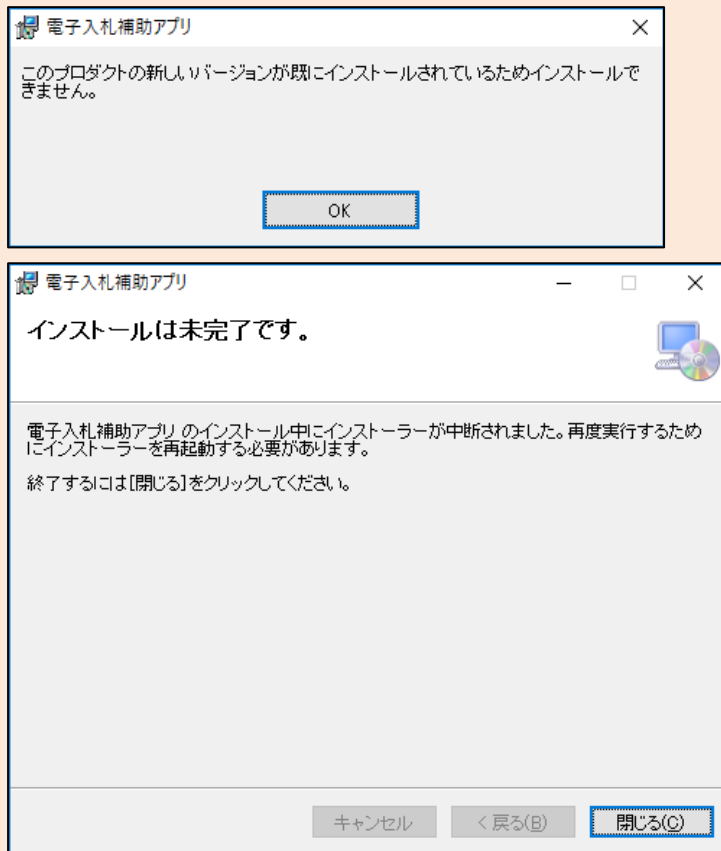 電子入札補助アプリ
このプロダクトの新しいバージョンが既にインストールされているためインストールで
きません。
OK
電子入札補助アプリ
インストールは未完了です。
電子入札補助アプリ のインストール中にインストーラーが中断されました。再度実行するため
にインストーラーを再起動する必要があります。
終了するには[閉じる]をクリックしてください。
キャンセル
< 戻る(B)
閉じる(C)